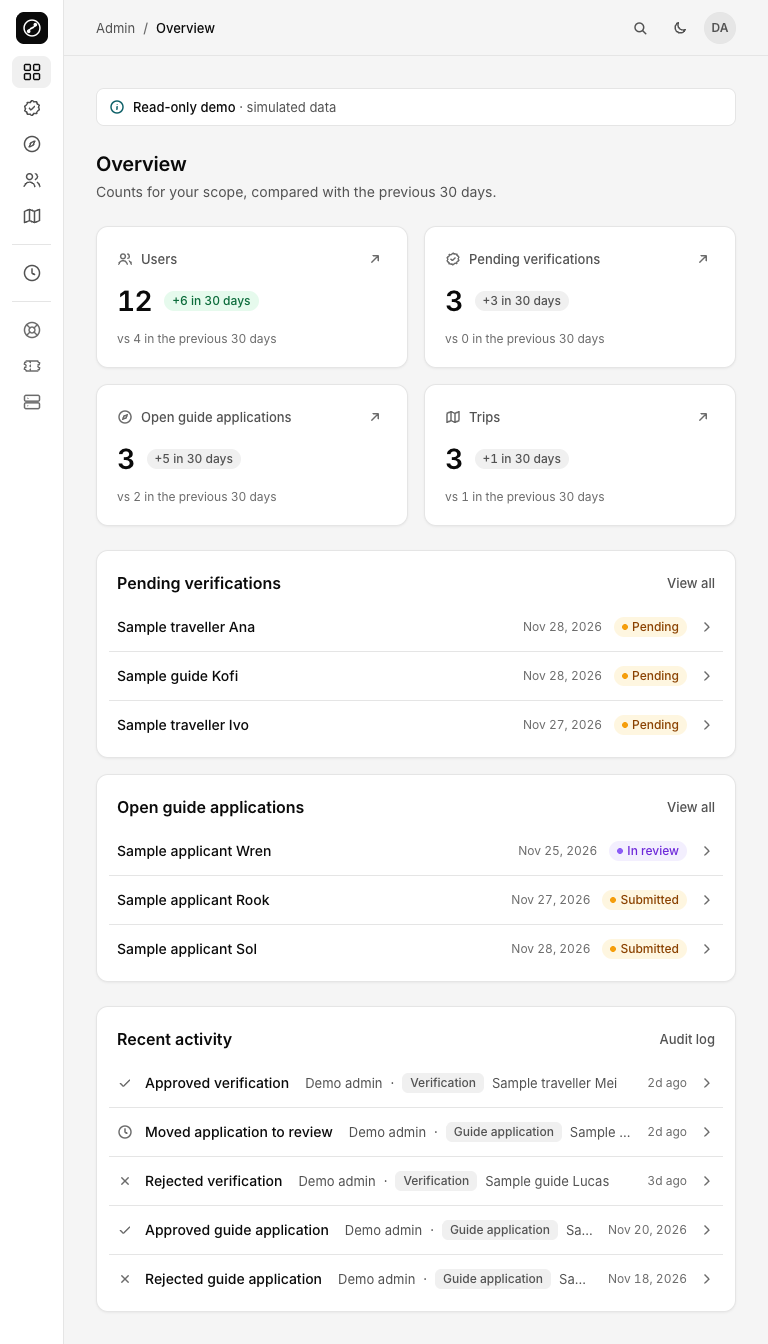 Admin / Overview
DA
Read-only demo · simulated data
Overview
Counts for your scope, compared with the previous 30 days.
Users
12 +6 in 30 days
vs 4 in the previous 30 days
Pending verifications
3 +3 in 30 days
vs 0 in the previous 30 days
Open guide applications
3 +5 in 30 days
vs 2 in the previous 30 days
Trips
3 +1 in 30 days
vs 1 in the previous 30 days
Pending verifications View all
Sample traveller Ana Nov 28, 2026 Pending
Sample guide Kofi Nov 28, 2026 Pending
Sample traveller Ivo Nov 27, 2026 Pending
Open guide applications View all
Sample applicant Wren Nov 25, 2026 In review
Sample applicant Rook Nov 27, 2026 Submitted
Sample applicant Sol Nov 28, 2026 Submitted
Recent activity Audit log
Approved verification Demo admin · Verification Sample traveller Mei 2d ago
Moved application to review Demo admin · Guide application Sample ... 2d ago
Rejected verification Demo admin · Verification Sample guide Lucas 3d ago
Approved guide application Demo admin · Guide application Sa... Nov 20, 2026
Rejected guide application Demo admin · Guide application Sa... Nov 18, 2026